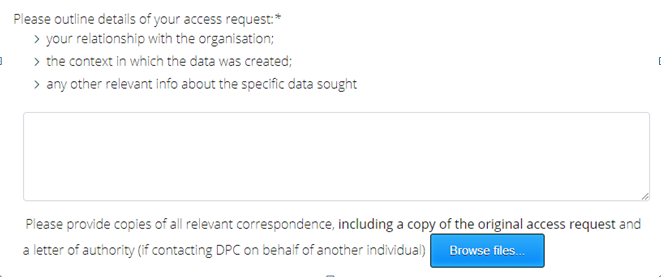 Please outline details of your access request:*
> your relationship with the organisation;
> the context in which the data was created;
> any other relevant info about the specific data sought
Please provide copies of all relevant correspondence, including a copy of the original access request and
a letter of authority (if contacting DPC on behalf of another individual) Browse files...